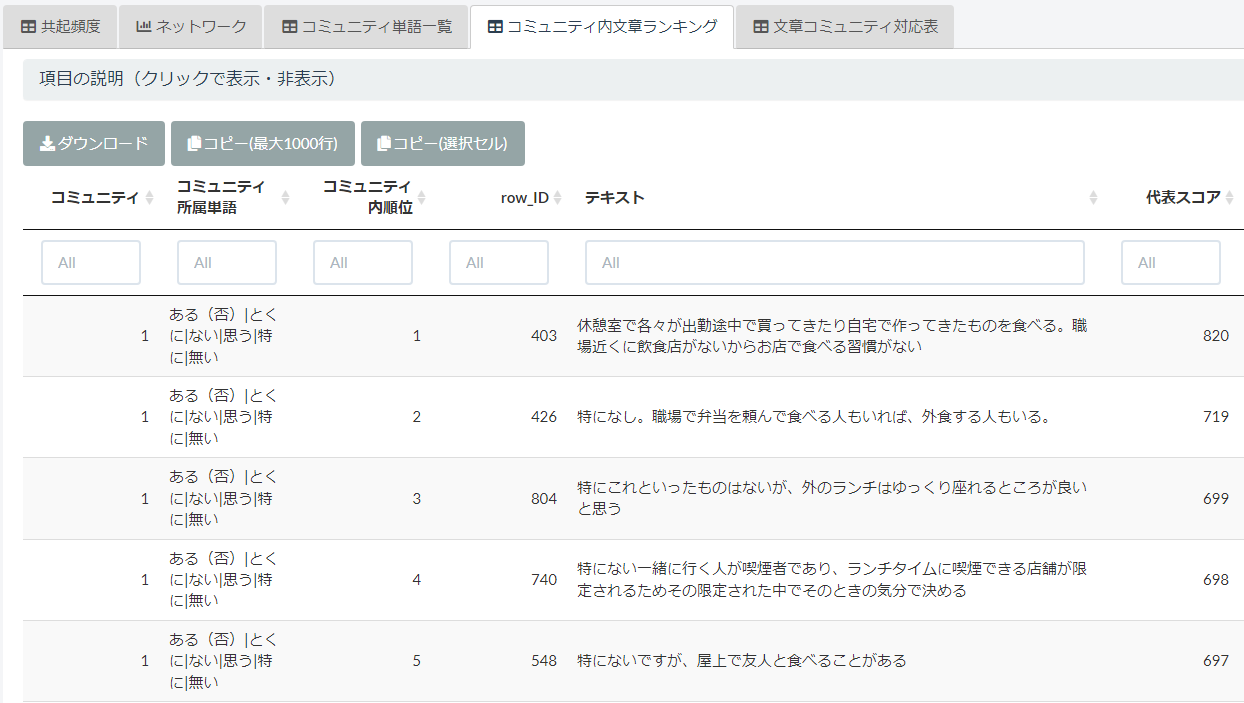 共起頻度 ネットワーク コミュニティ単語一覧 コミュニティ内文章ランキング 文章コミュニティ対応表
項目の説明（クリックで表示・非表示）
ダウンロード コピー(最大1000行) コピー(選択セル)
コミュニティ
コミュニティ
所属単語
コミュニティ
内順位
row_ID
テキスト
代表スコア
All All All All All All
1
ある（否）|とく
に|ない|思う|特
に|無い
1
403
休憩室で各々が出勤途中で買ってきたり自宅で作ってきたものを食べる。職
場近くに飲食店がないからお店で食べる習慣がない
820
1
ある（否）|とく
に|ない|思う|特
に|無い
2
426
特になし。職場で弁当を頼んで食べる人もいれば、外食する人もいる。
719
1
ある（否）|とく
に|ない|思う|特
に|無い
3
804
特にこれといったものはないが、外のランチはゆっくり座れるところが良い
と思う
699
1
ある（否）|とく
に|ない|思う|特
に|無い
4
740
特にない一緒に行く人が喫煙者であり、ランチタイムに喫煙できる店舗が限
定されるためその限定された中でそのときの気分で決める
698
1
ある（否）|とく
に|ない|思う|特
に|無い
5
548
特にないですが、屋上で友人と食べることがある
697